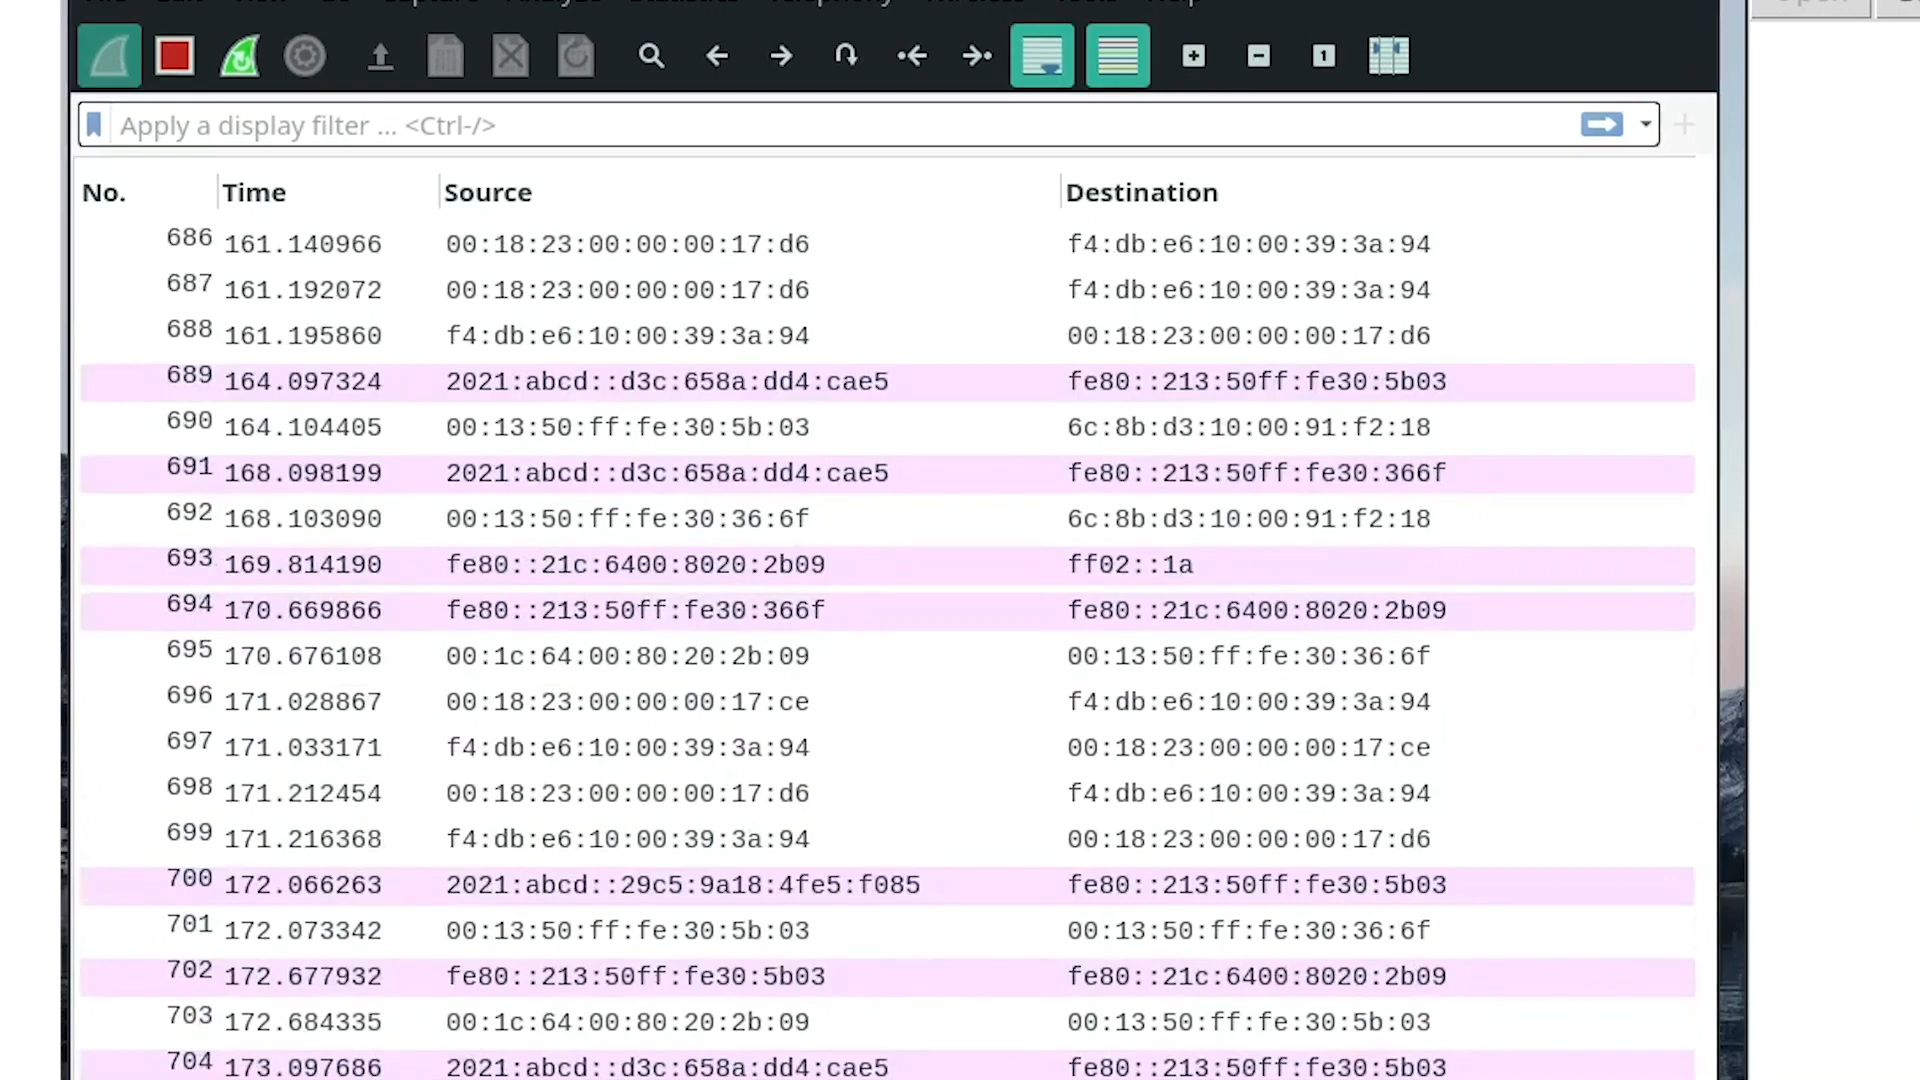 File Edit View Go Capture Analyze Statistics Telephony Wireless Tools Help
Open
1
Apply a display filter ... <Ctrl-/>
No. Time Source Destination
686 161.140966 00:18:23:00:00:00:17:d6 f4:db:e6:10:00:39:3a:94
687 161.192072 00:18:23:00:00:00:17:d6 f4:db:e6:10:00:39:3a:94
688 161.195860 f4:db:e6:10:00:39:3a:94 00:18:23:00:00:00:17:d6
689 164.097324 2021:abcd::d3c:658a:dd4:cae5 fe80::213:50ff:fe30:5b03
690 164.104405 00:13:50:ff:fe:30:5b:03 6c:8b:d3:10:00:91:f2:18
691 168.098199 2021:abcd::d3c:658a:dd4:cae5 fe80::213:50ff:fe30:366f
692 168.103090 00:13:50:ff:fe:30:36:6f 6c:8b:d3:10:00:91:f2:18
693 169.814190 fe80::21c:6400:8020:2b09 ff02::1a
694 170.669866 fe80::213:50ff:fe30:366f fe80::21c:6400:8020:2b09
695 170.676108 00:1c:64:00:80:20:2b:09 00:13:50:ff:fe:30:36:6f
696 171.028867 00:18:23:00:00:00:17:ce f4:db:e6:10:00:39:3a:94
697 171.033171 f4:db:e6:10:00:39:3a:94 00:18:23:00:00:00:17:ce
698 171.212454 00:18:23:00:00:00:17:d6 f4:db:e6:10:00:39:3a:94
699 171.216368 f4:db:e6:10:00:39:3a:94 00:18:23:00:00:00:17:d6
700 172.066263 2021:abcd::29c5:9a18:4fe5:f085 fe80::213:50ff:fe30:5b03
701 172.073342 00:13:50:ff:fe:30:5b:03 00:13:50:ff:fe:30:36:6f
702 172.677932 fe80::213:50ff:fe30:5b03 fe80::21c:6400:8020:2b09
703 172.684335 00:1c:64:00:80:20:2b:09 00:13:50:ff:fe:30:5b:03
704 173.097686 2021:abcd::d3c:658a:dd4:cae5 fe80::213:50ff:fe30:5b03